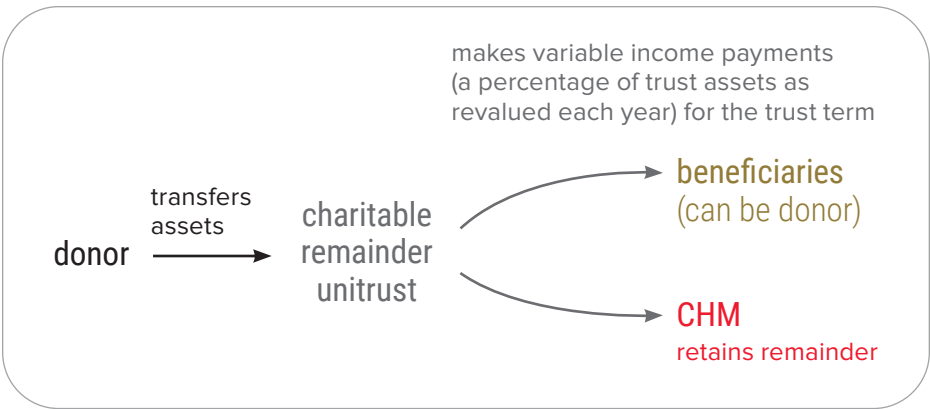 makes variable income payments
(a percentage of trust assets as
revalued each year) for the trust term
donor
transfers
assets
charitable
remainder
unitrust
beneficiaries
(can be donor)
CHM
retains remainder